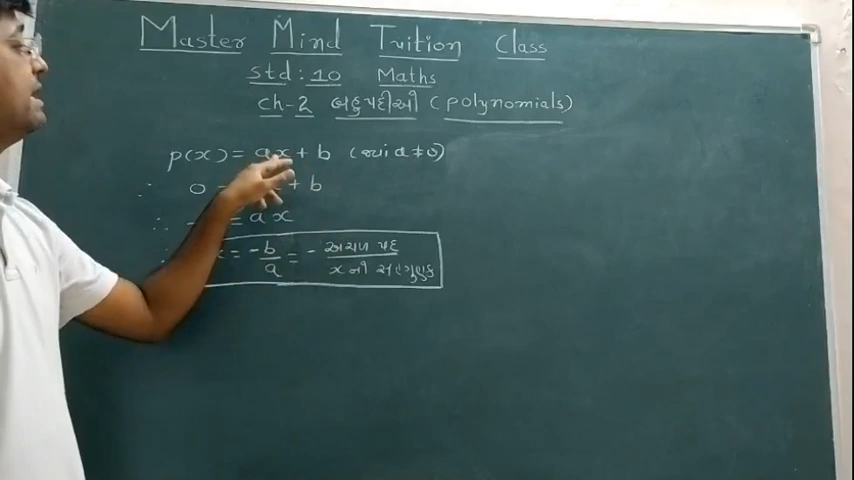 Master Mind Tuition Class
std : 10 Maths
ch-2 બહુપદીઓ (polynomials)
p(x) = ax + b (જ્યાં a ≠ 0)
∴ 0 = + b
∴ - = ax
∴ x = -b/a = - અચળ પદ / x નો સહગુણક